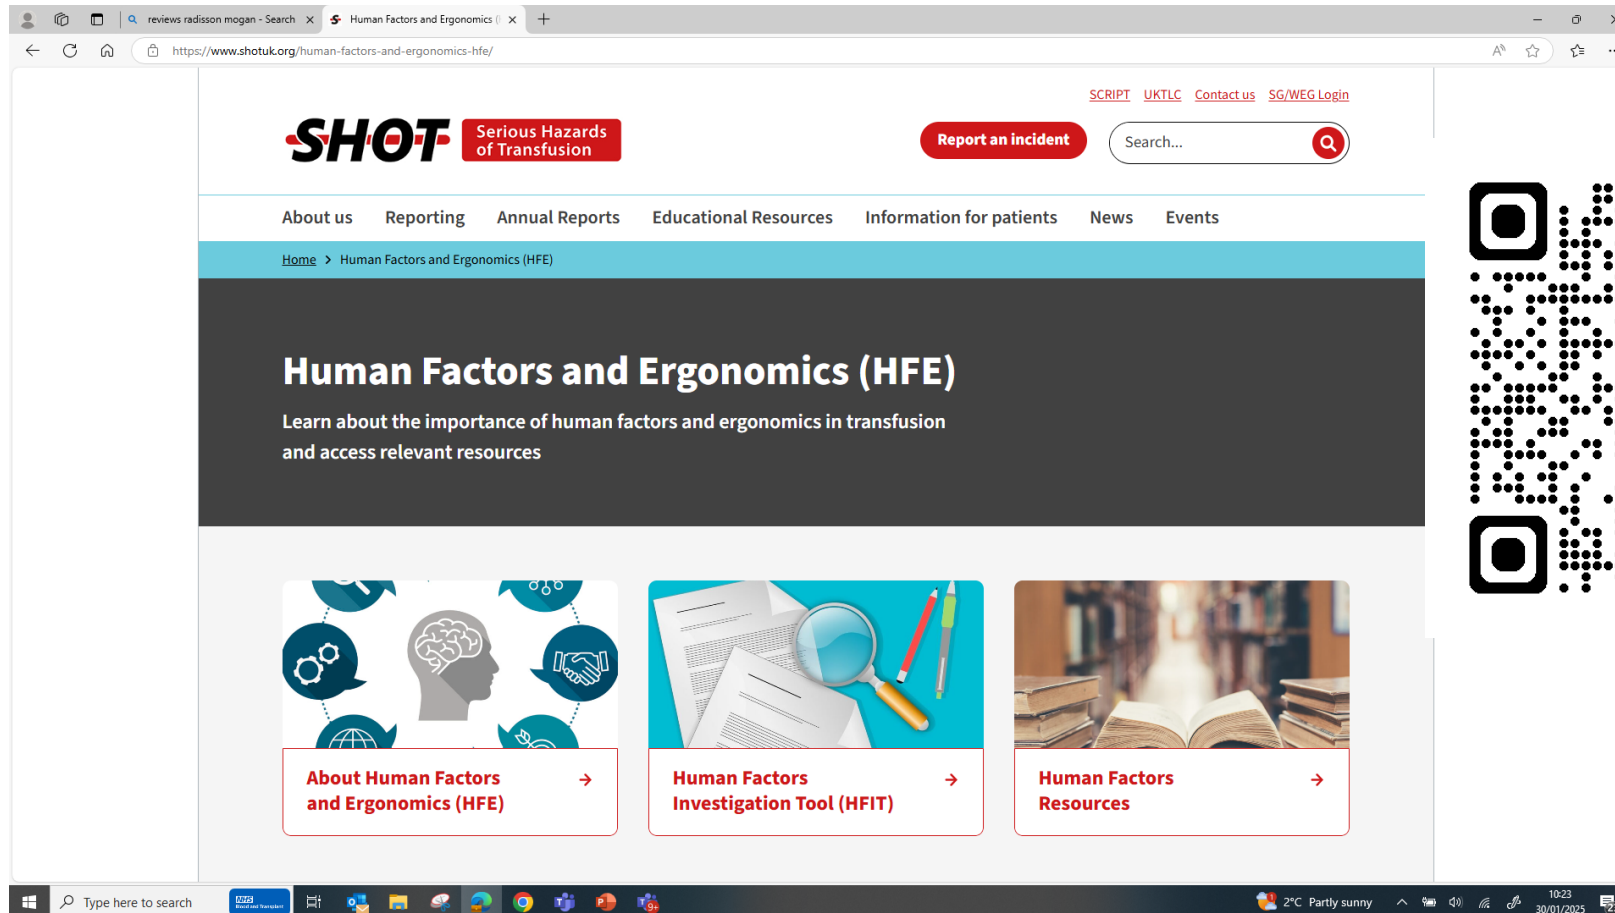 reviews radisson mogan - Search
Human Factors and Ergonomics (
https://www.shotuk.org/human-factors-and-ergonomics-hfe/
SCRIPT UKTLC Contact us SG/WEG Login
SHOT Serious Hazards
of Transfusion
Report an incident
Search...
About us Reporting Annual Reports Educational Resources Information for patients News Events
Home > Human Factors and Ergonomics (HFE)
Human Factors and Ergonomics (HFE)
Learn about the importance of human factors and ergonomics in transfusion
and access relevant resources
About Human Factors
and Ergonomics (HFE)
Human Factors
Investigation Tool (HFIT)
Human Factors
Resources
Type here to search
NHS
Blood and Transplant
9+
2°C Partly sunny
10:23
30/01/2025